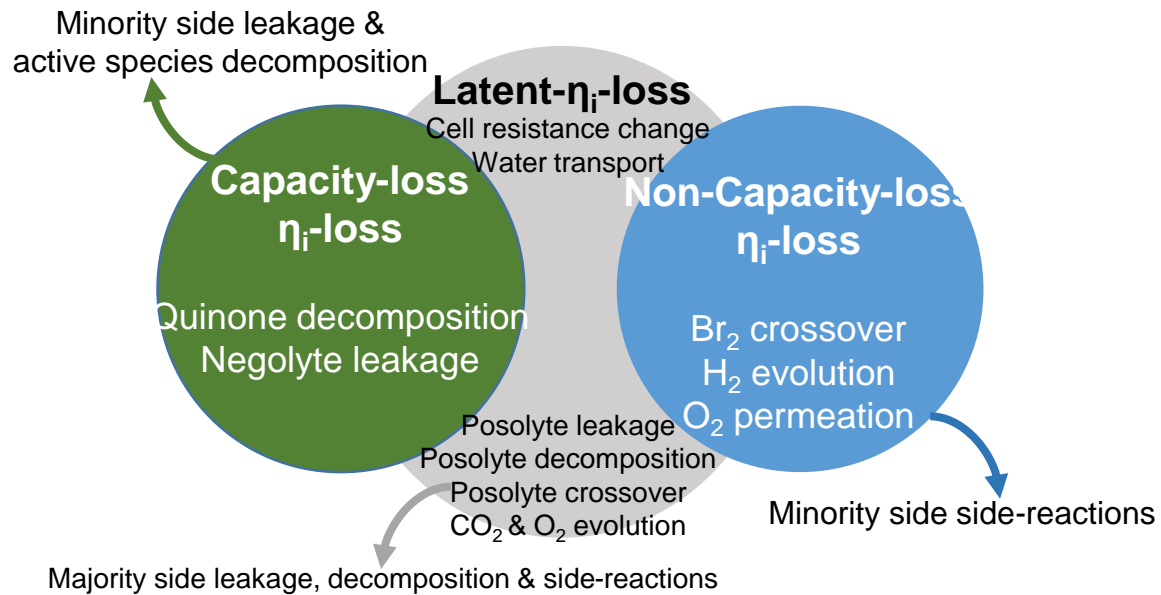 Minority side leakage &
active species decomposition
Latent-ηᵢ-loss
Cell resistance change
Water transport
Capacity-loss
ηᵢ-loss
Quinone decomposition
Negolyte leakage
Non-Capacity-loss
ηᵢ-loss
Br₂ crossover
H₂ evolution
O₂ permeation
Posolyte leakage
Posolyte decomposition
Posolyte crossover
CO₂ & O₂ evolution
Minority side side-reactions
Majority side leakage, decomposition & side-reactions